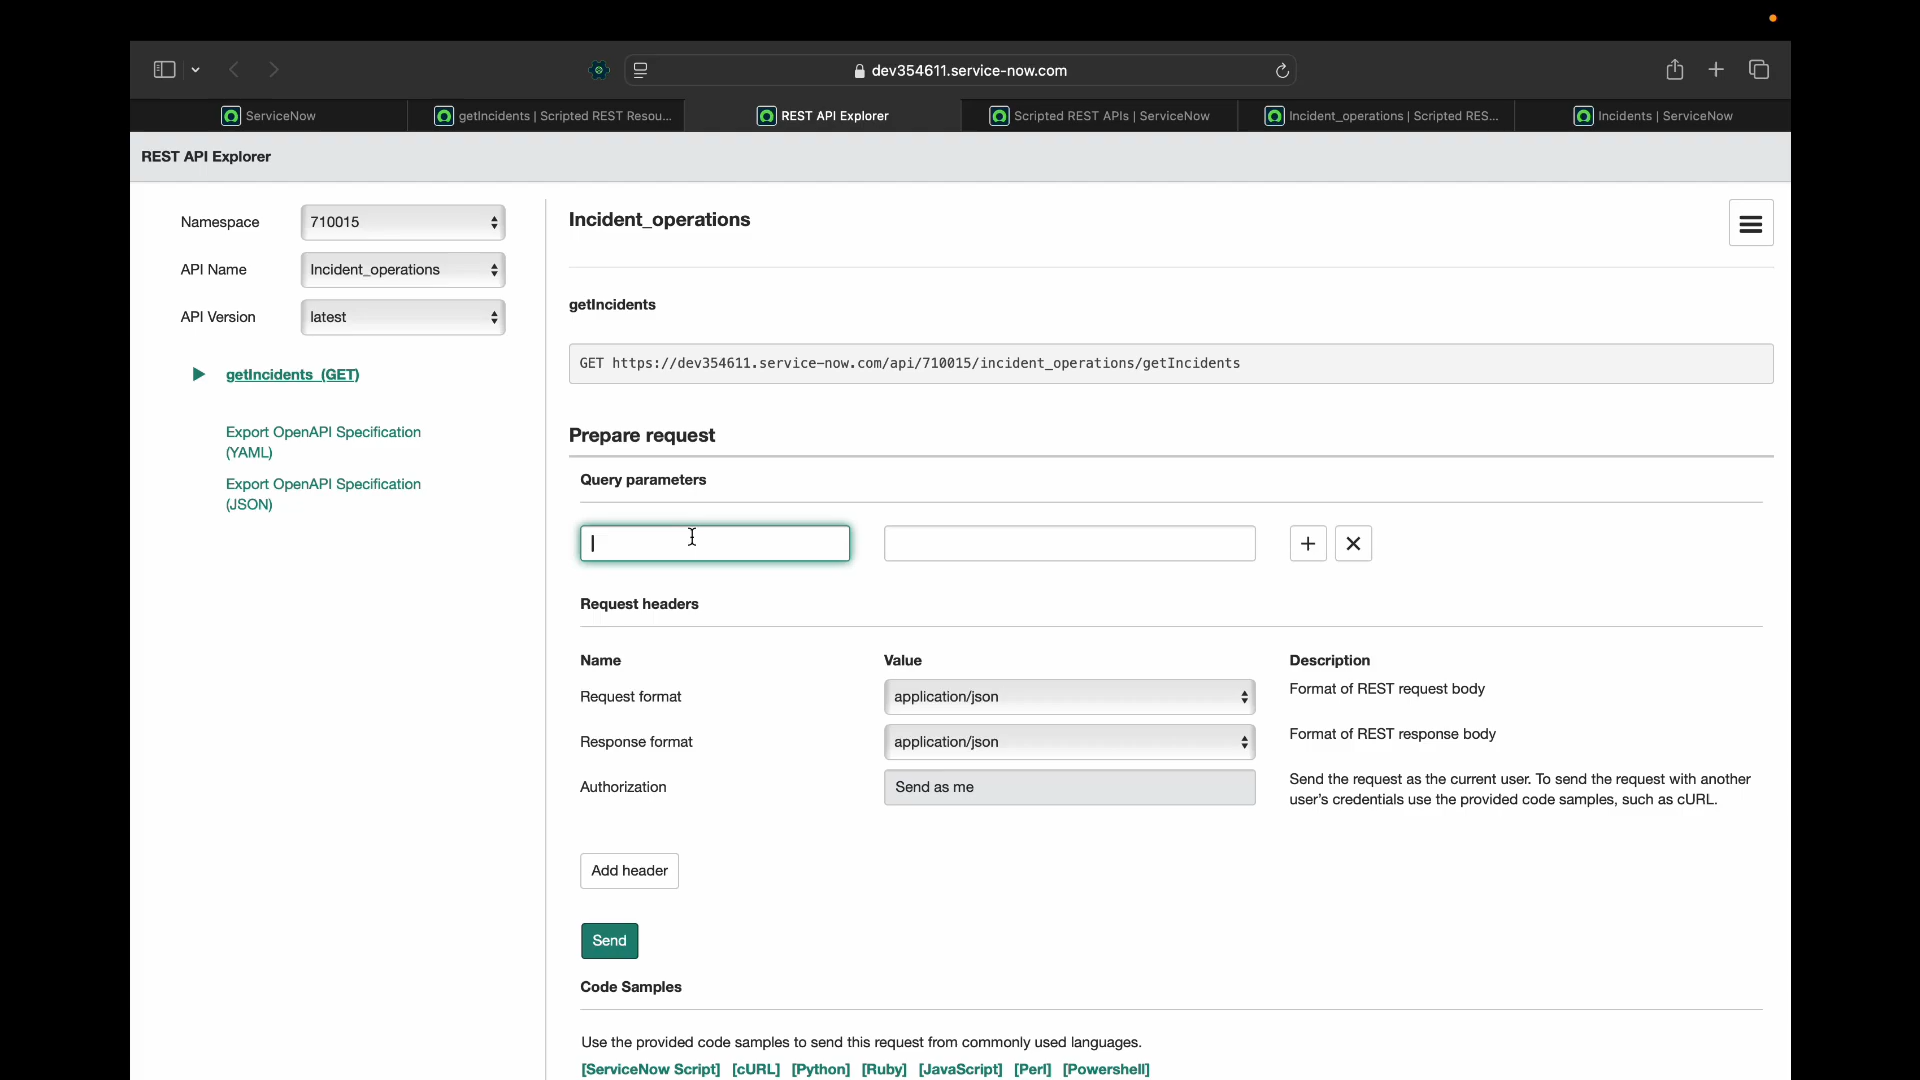 dev354611.service-now.com
ServiceNow
getIncidents | Scripted REST Resou...
REST API Explorer
Scripted REST APIs | ServiceNow
Incident_operations | Scripted RES...
Incidents | ServiceNow
REST API Explorer
Namespace
710015
API Name
Incident_operations
API Version
latest
getIncidents (GET)
Export OpenAPI Specification
(YAML)
Export OpenAPI Specification
(JSON)
Incident_operations
getIncidents
GET https://dev354611.service-now.com/api/710015/incident_operations/getIncidents
Prepare request
Query parameters
Request headers
Name
Value
Description
Request format
application/json
Format of REST request body
Response format
application/json
Format of REST response body
Authorization
Send as me
Send the request as the current user. To send the request with another
user's credentials use the provided code samples, such as cURL.
Add header
Send
Code Samples
Use the provided code samples to send this request from commonly used languages.
[ServiceNow Script] [cURL] [Python] [Ruby] [JavaScript] [Perl] [Powershell]